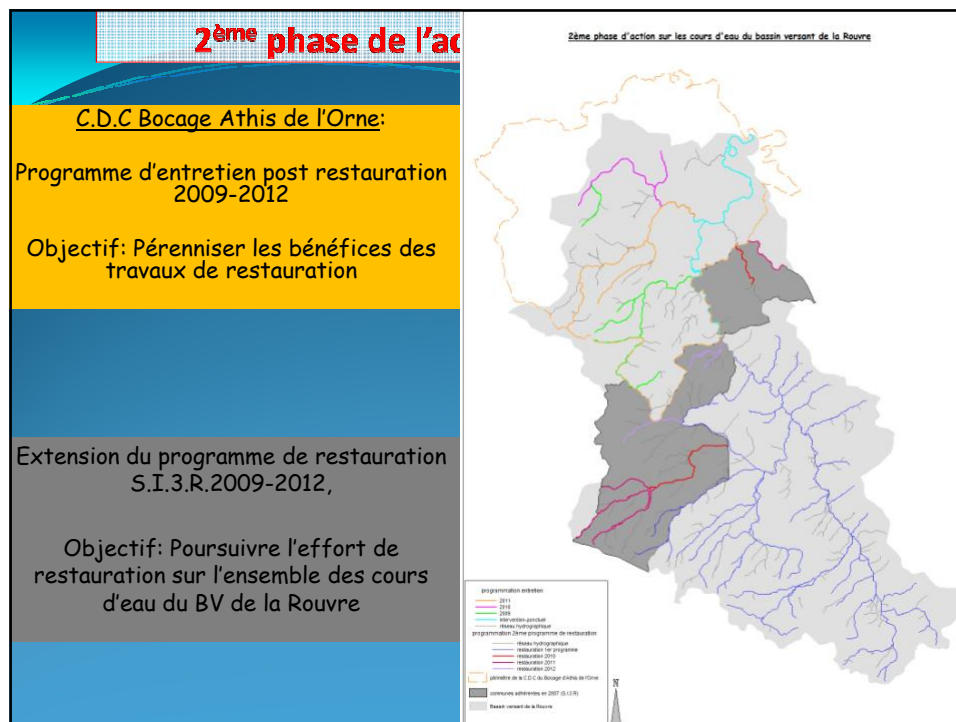 2ème phase de l'ac
C.D.C Bocage Athis de l'Orne:
Programme d'entretien post restauration
2009-2012
Objectif: Pérenniser les bénéfices des
travaux de restauration
Extension du programme de restauration
S.I.3.R.2009-2012,
Objectif: Poursuivre l'effort de
restauration sur l'ensemble des cours
d'eau du BV de la Rouvre
2ème phase d'action sur les cours d'eau du bassin versant de la Rouvre
programmation entretien
2011
2010
2009
intervention ponctuel
réseau hydrographique
programmation 2ème programme de restauration
réseau hydrographique
restauration 1er programme
restauration 2010
restauration 2011
restauration 2012
périmètre de la C.D.C du Bocage d'Athis de l'Orne
communes adhérentes en 2007 (S.I.3.R)
Bassin versant de la Rouvre
N